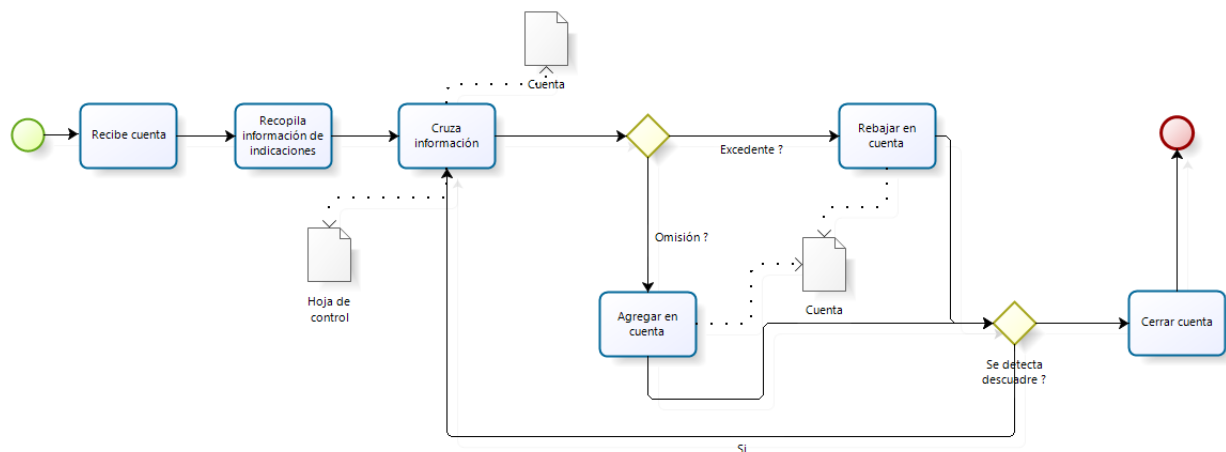 Cuenta
Recibe cuenta
Recopila
información de
indicaciones
Cruza
información
Excedente ?
Rebajar en
cuenta
Omisión ?
Hoja de
control
Agregar en
cuenta
Cuenta
Se detecta
descuadre ?
Cerrar cuenta
Si